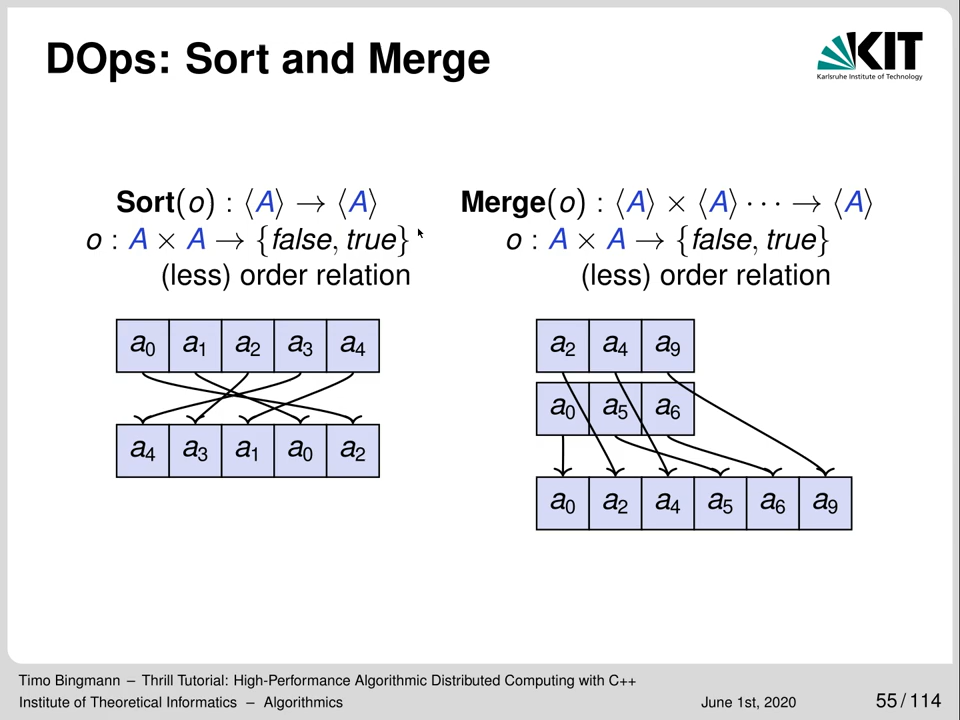 DOps: Sort and Merge
KIT
Karlsruhe Institute of Technology
Sort(o) : ⟨A⟩ → ⟨A⟩
o : A × A → {false, true}
(less) order relation
a₀ a₁ a₂ a₃ a₄
a₄ a₃ a₁ a₀ a₂
Merge(o) : ⟨A⟩ × ⟨A⟩ · · · → ⟨A⟩
o : A × A → {false, true}
(less) order relation
a₂ a₄ a₉
a₀ a₅ a₆
a₀ a₂ a₄ a₅ a₆ a₉
Timo Bingmann – Thrill Tutorial: High-Performance Algorithmic Distributed Computing with C++
Institute of Theoretical Informatics – Algorithmics
June 1st, 2020
55 / 114